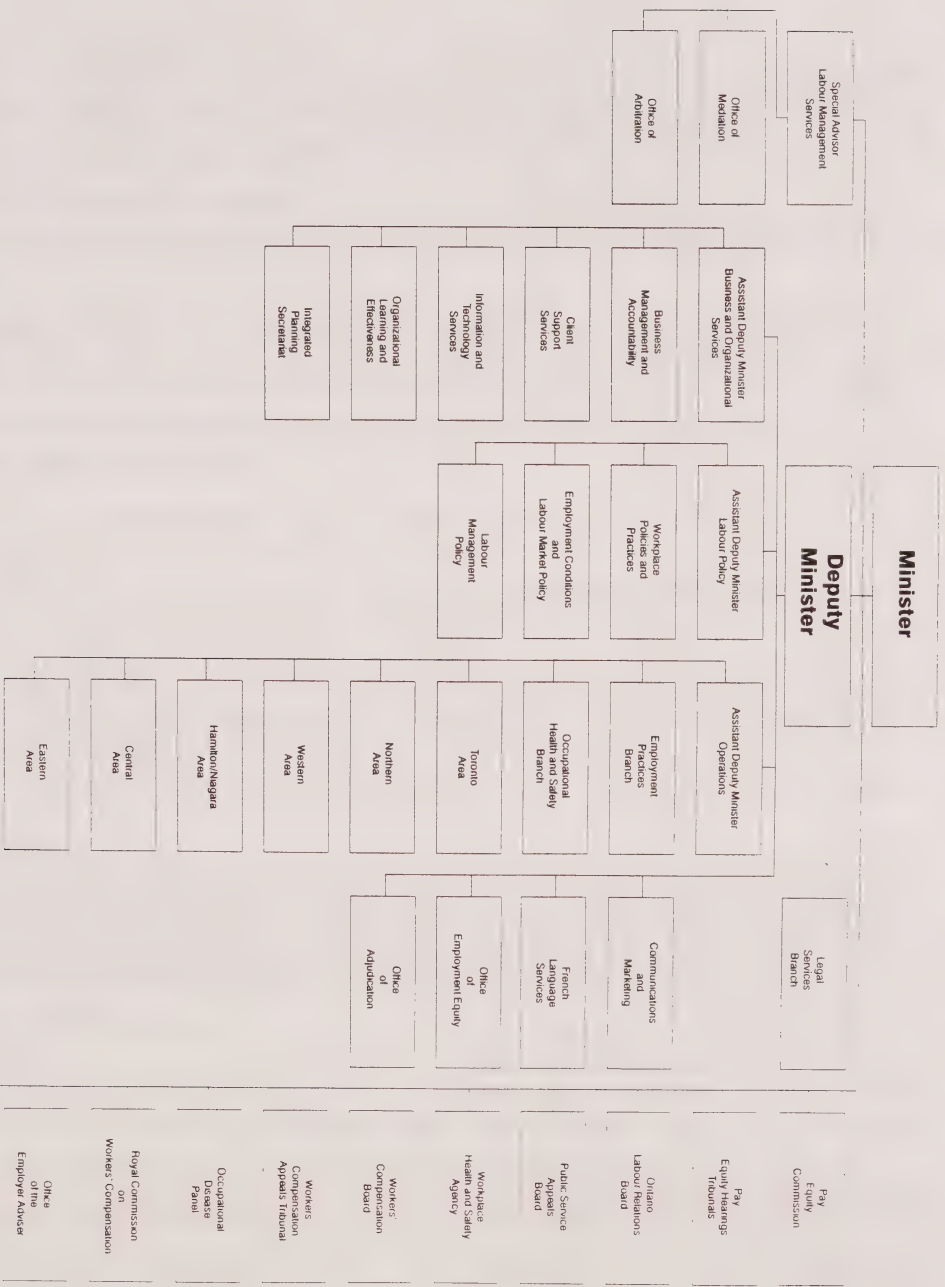 Minister
Deputy
Minister
Special Advisor
Labour Management
Services
Office of
Mediation
Office of
Arbitration
Assistant Deputy Minister
Business and Organizational
Services
Business
Management and
Accountability
Client
Support
Services
Information and
Technology
Services
Organizational
Learning and
Effectiveness
Integrated
Planning
Secretariat
Assistant Deputy Minister
Labour Policy
Workplace
Policies and
Practices
Employment Conditions
and
Labour Market Policy
Labour
Management
Policy
Assistant Deputy Minister
Operations
Employment
Practices
Branch
Occupational
Health and Safety
Branch
Toronto
Area
Northern
Area
Western
Area
Hamilton/Niagara
Area
Central
Area
Eastern
Area
Legal
Services
Branch
Communications
and
Marketing
French
Language
Services
Office
of
Employment Equity
Office
of
Adjudication
Pay
Equity
Commission
Pay
Equity Hearings
Tribunals
Ontario
Labour Relations
Board
Public Service
Appeals
Board
Workplace
Health and Safety
Agency
Workers'
Compensation
Board
Workers
Compensation
Appeals Tribunal
Occupational
Disease
Panel
Royal Commission
on
Workers' Compensation
Office
of the
Employer Adviser